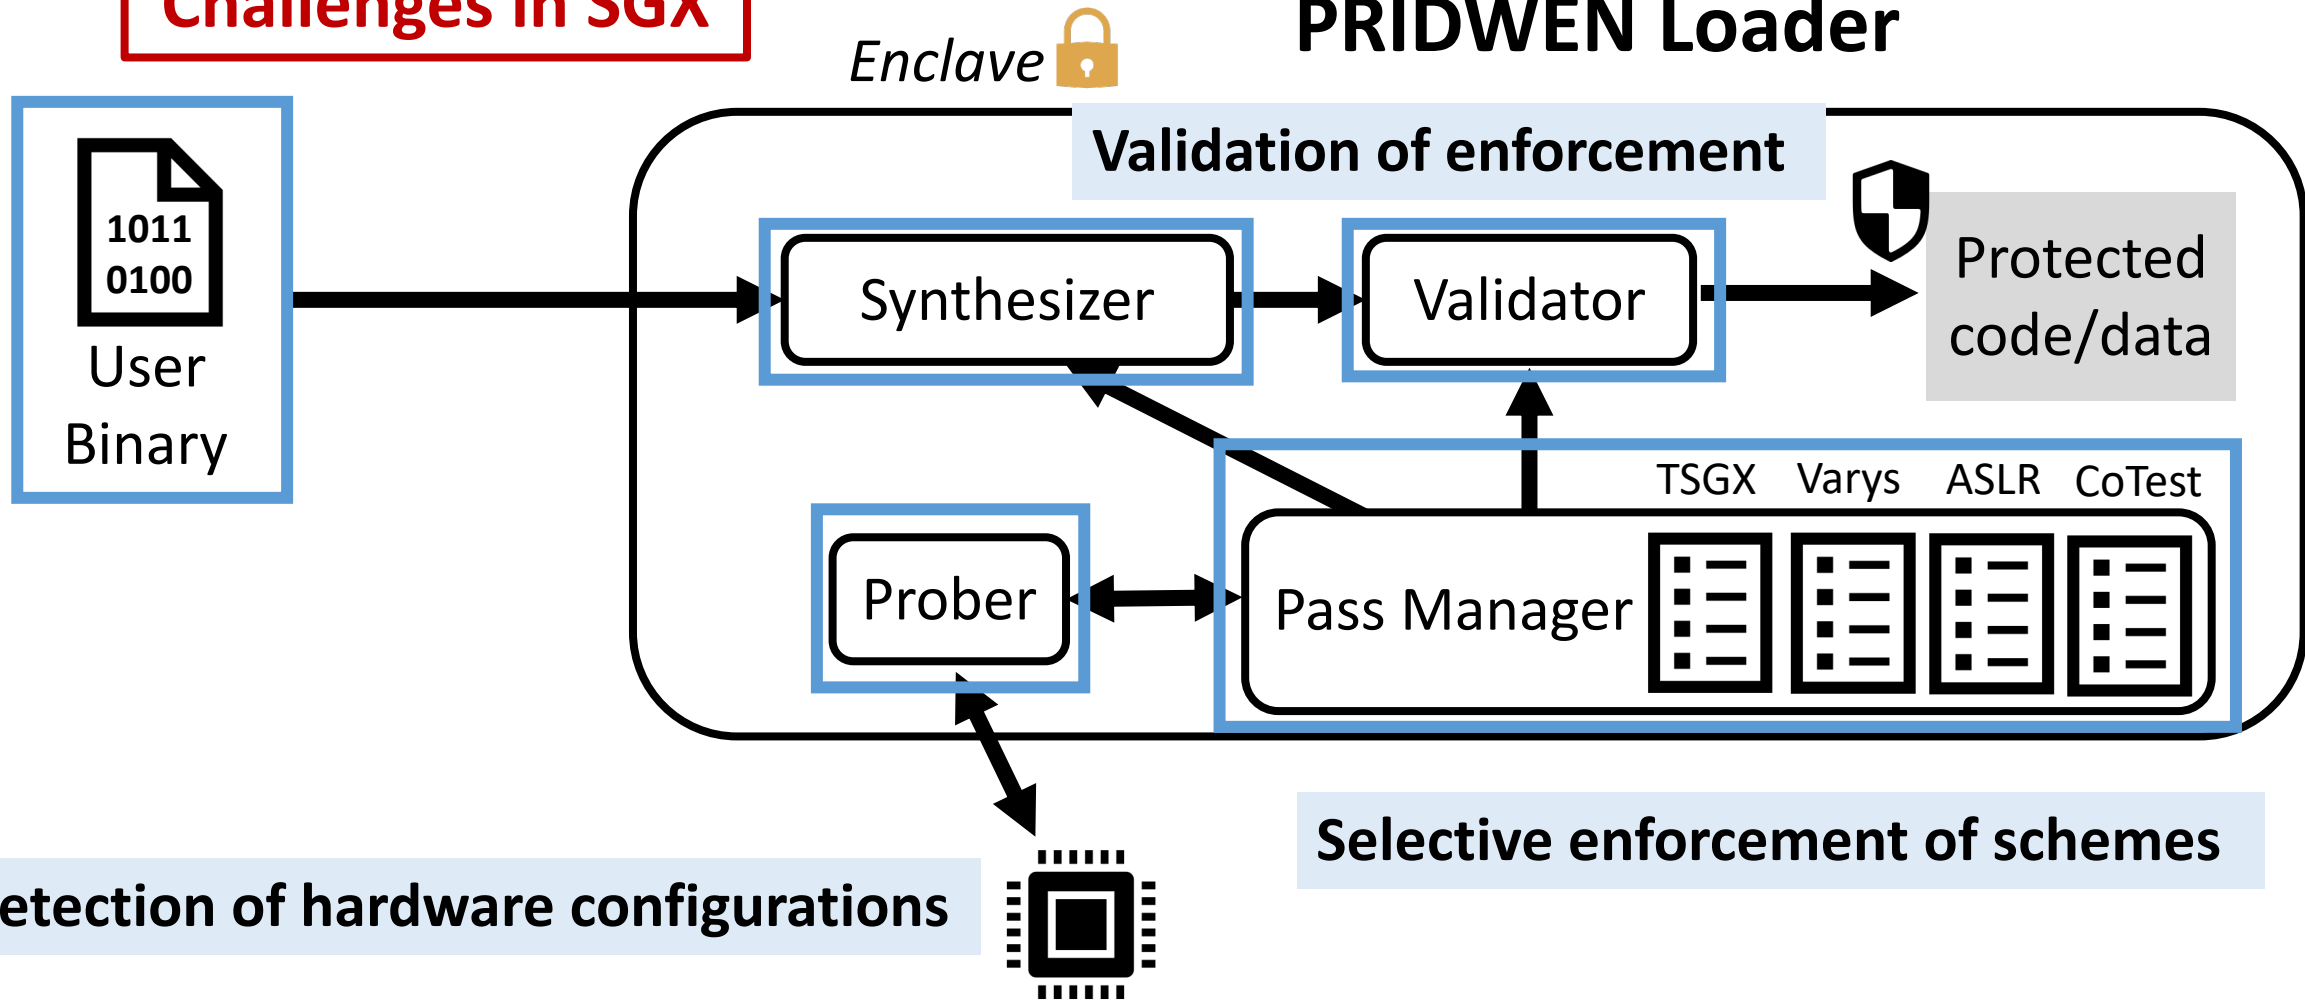 Challenges in SGX
PRIDWEN Loader
Enclave
Validation of enforcement
1011
0100
User
Binary
Synthesizer
Validator
Protected
code/data
TSGX Varys ASLR CoTest
Prober
Pass Manager
Selective enforcement of schemes
etection of hardware configurations